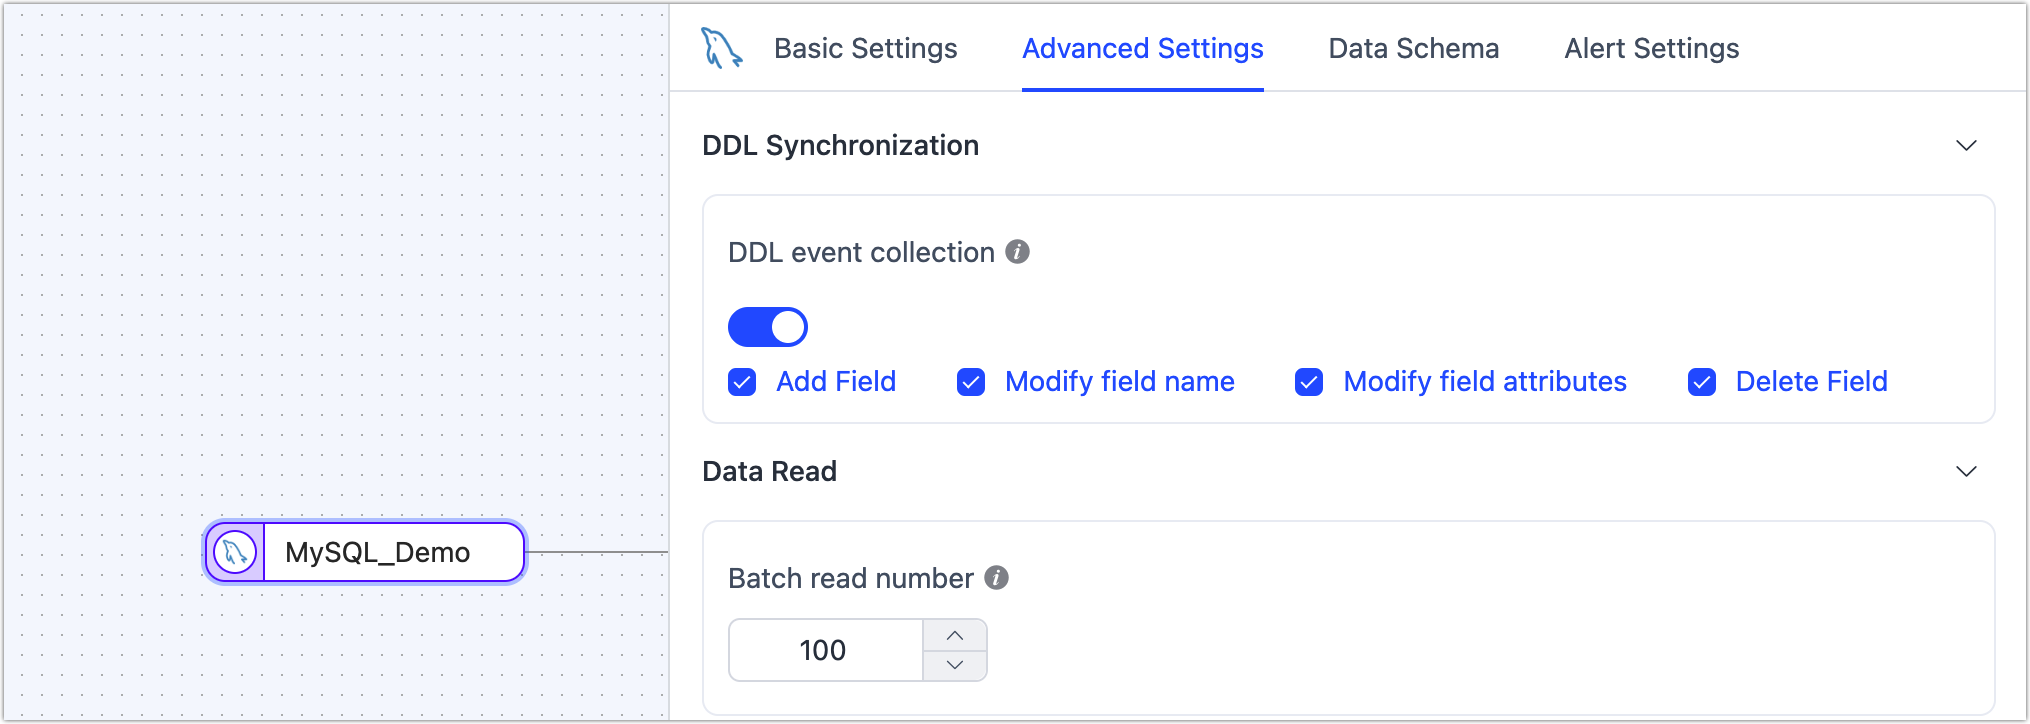 Basic Settings Advanced Settings Data Schema Alert Settings
DDL Synchronization
DDL event collection
Add Field Modify field name Modify field attributes Delete Field
Data Read
MySQL_Demo
Batch read number
100